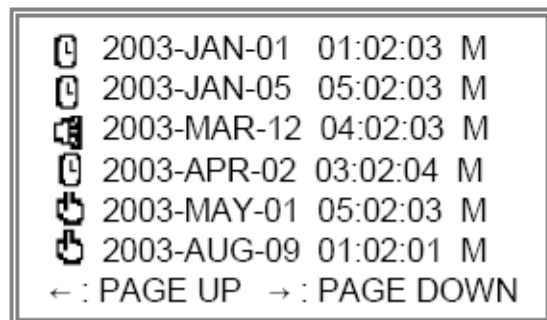 2003-JAN-01 01:02:03 M
2003-JAN-05 05:02:03 M
2003-MAR-12 04:02:03 M
2003-APR-02 03:02:04 M
2003-MAY-01 05:02:03 M
2003-AUG-09 01:02:01 M
← : PAGE UP → : PAGE DOWN